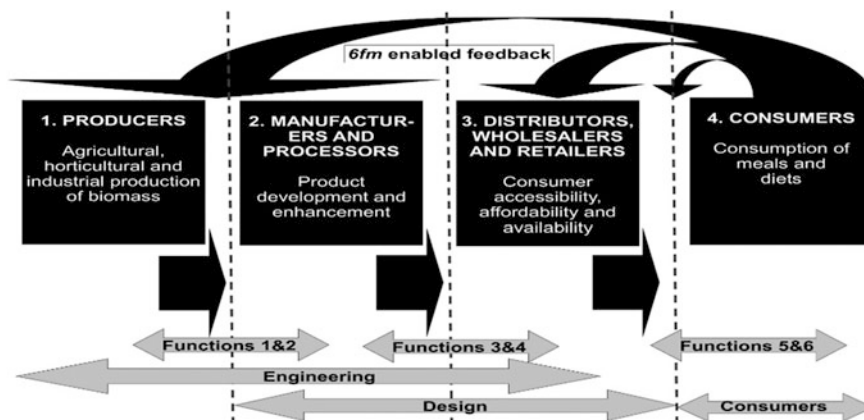 6fm enabled feedback
1. PRODUCERS
Agricultural,
horticultural and
industrial production
of biomass
2. MANUFACTUR-
ERS AND
PROCESSORS
Product
development and
enhancement
3. DISTRIBUTORS,
WHOLESALERS
AND RETAILERS
Consumer
accessibility,
affordability and
availability
4. CONSUMERS
Consumption of
meals and
diets
Functions 1&2
Functions 3&4
Functions 5&6
Engineering
Design
Consumers